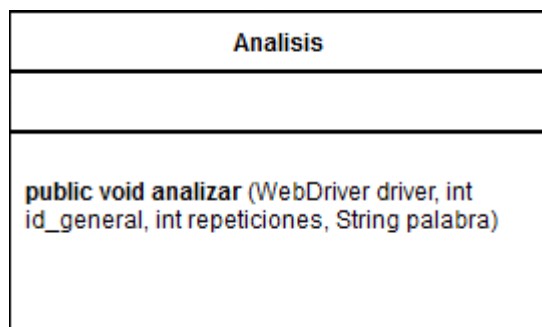 Analisis
public void analizar (WebDriver driver, int
id_general, int repeticiones, String palabra)